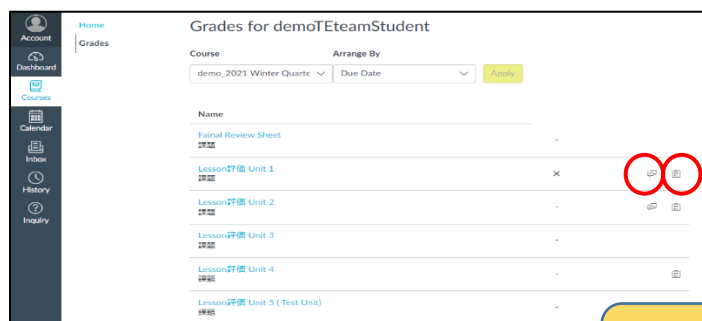 Account
Dashboard
Courses
Calendar
Inbox
History
Inquiry
Home
Grades
Grades for demoTEteamStudent
Course
Arrange By
demo_2021 Winter Quarte
Due Date
Apply
Name
Fainal Review Sheet
課題
-
Lesson評価 Unit 1
課題
×
Lesson評価 Unit 2
課題
-
Lesson評価 Unit 3
課題
-
Lesson評価 Unit 4
課題
-
Lesson評価 Unit 5 ( Test Unit)
課題
-